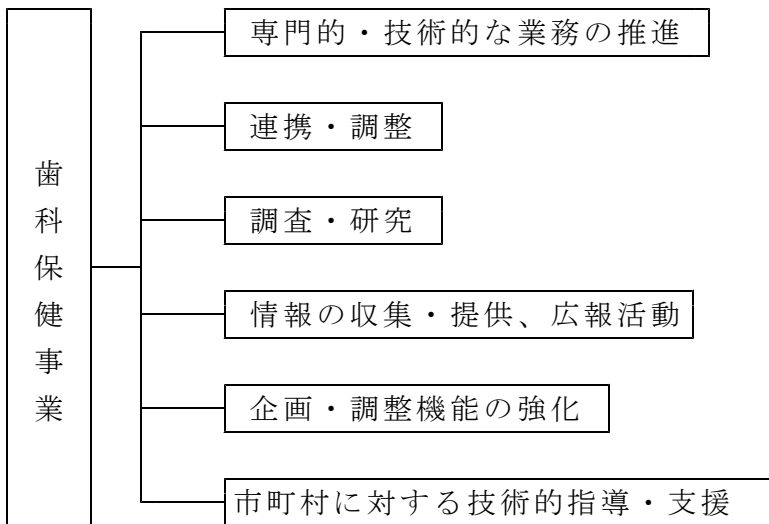 歯科保健事業
専門的・技術的な業務の推進
連携・調整
調査・研究
情報の収集・提供、広報活動
企画・調整機能の強化
市町村に対する技術的指導・支援